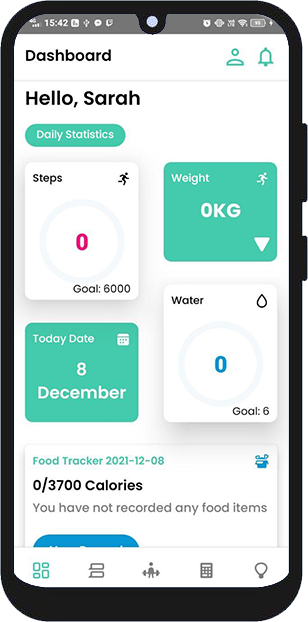 15:42
Dashboard
Hello, Sarah
Daily Statistics
Steps
0
Goal: 6000
Weight
0KG
Water
0
Goal: 6
Today Date
8
December
Food Tracker 2021-12-08
0/3700 Calories
You have not recorded any food items